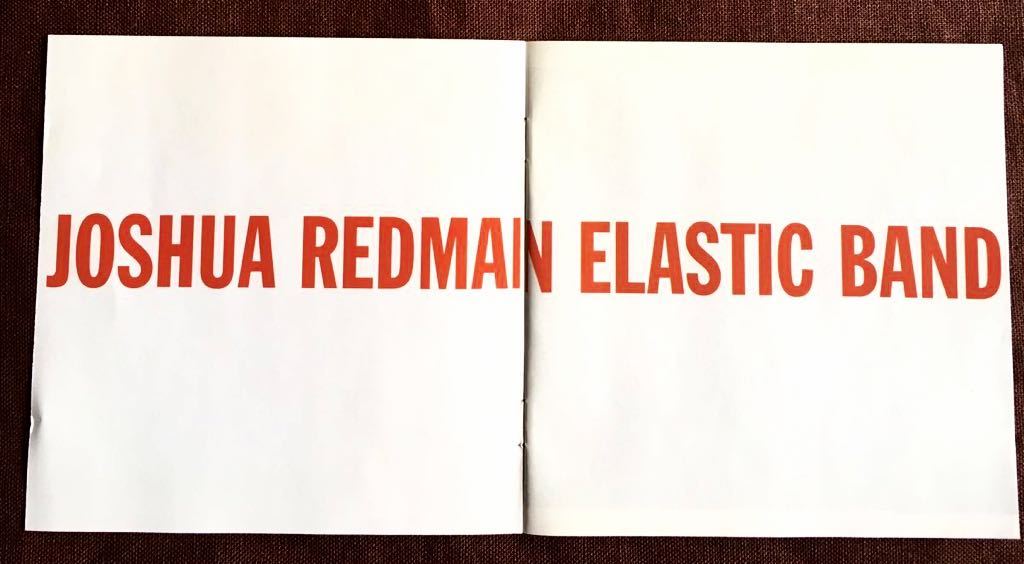 JOSHUA REDMAN ELASTIC BAND